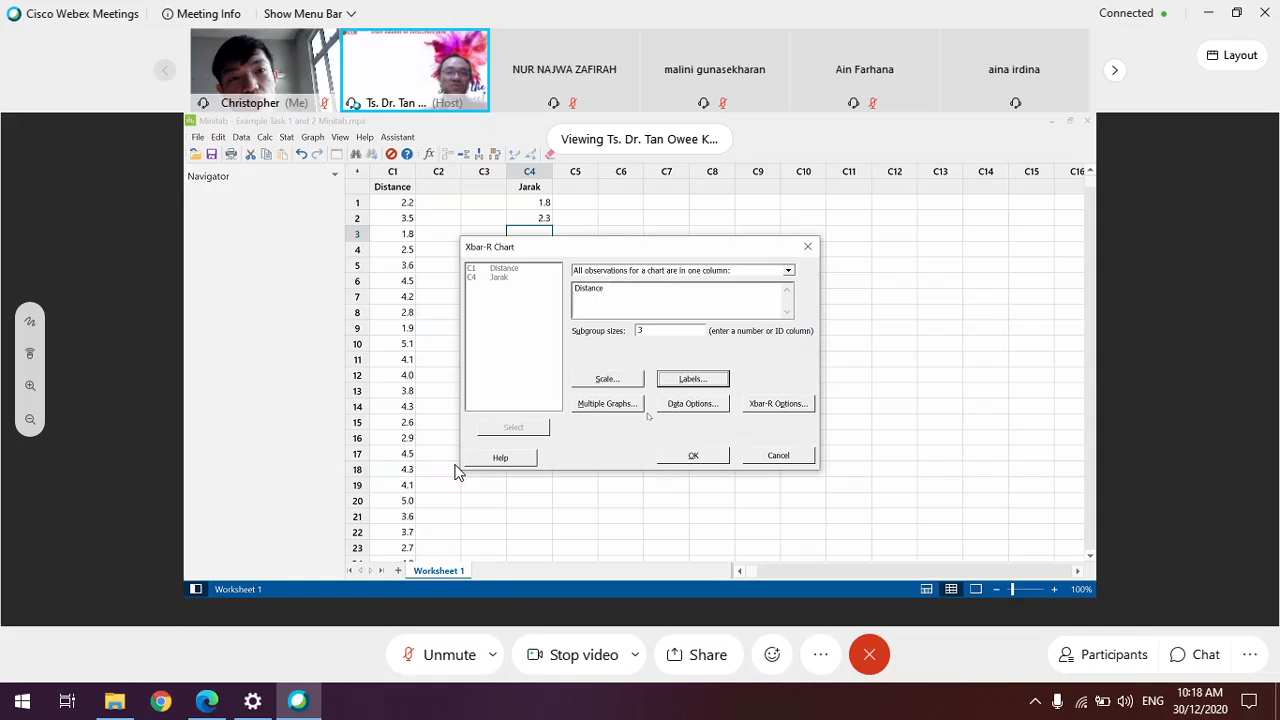 Cisco Webex Meetings
Meeting Info
Show Menu Bar
Connected
Layout
Christopher (Me)
Ts. Dr. Tan ... (Host)
NUR NAJWA ZAFIRAH
malini gunasekharan
Ain Farhana
aina irdina
Minitab - Example Task 1 and 2 Minitab.mpx
File Edit Data Calc Stat Graph View Help Assistant
Viewing Ts. Dr. Tan Owee K...
Navigator
C1 C2 C3 C4 C5 C6 C7 C8 C9 C10 C11 C12 C13 C14 C15 C16
Distance Jarak
1 2.2 1.8
2 3.5 2.3
3 1.8
4 2.5
5 3.6
6 4.5
7 4.2
8 2.8
9 1.9
10 5.1
11 4.1
12 4.0
13 3.8
14 4.3
15 2.6
16 2.9
17 4.5
18 4.3
19 4.1
20 5.0
21 3.6
22 3.7
23 2.7
Xbar-R Chart
C1 Distance
C4 Jarak
All observations for a chart are in one column:
Distance
Subgroup sizes: 3 (enter a number or ID column)
Scale... Labels...
Multiple Graphs... Data Options... Xbar-R Options...
Select
Help OK Cancel
Worksheet 1
Worksheet 1
100%
Unmute
Stop video
Share
Participants
Chat
ENG
10:18 AM
30/12/2020